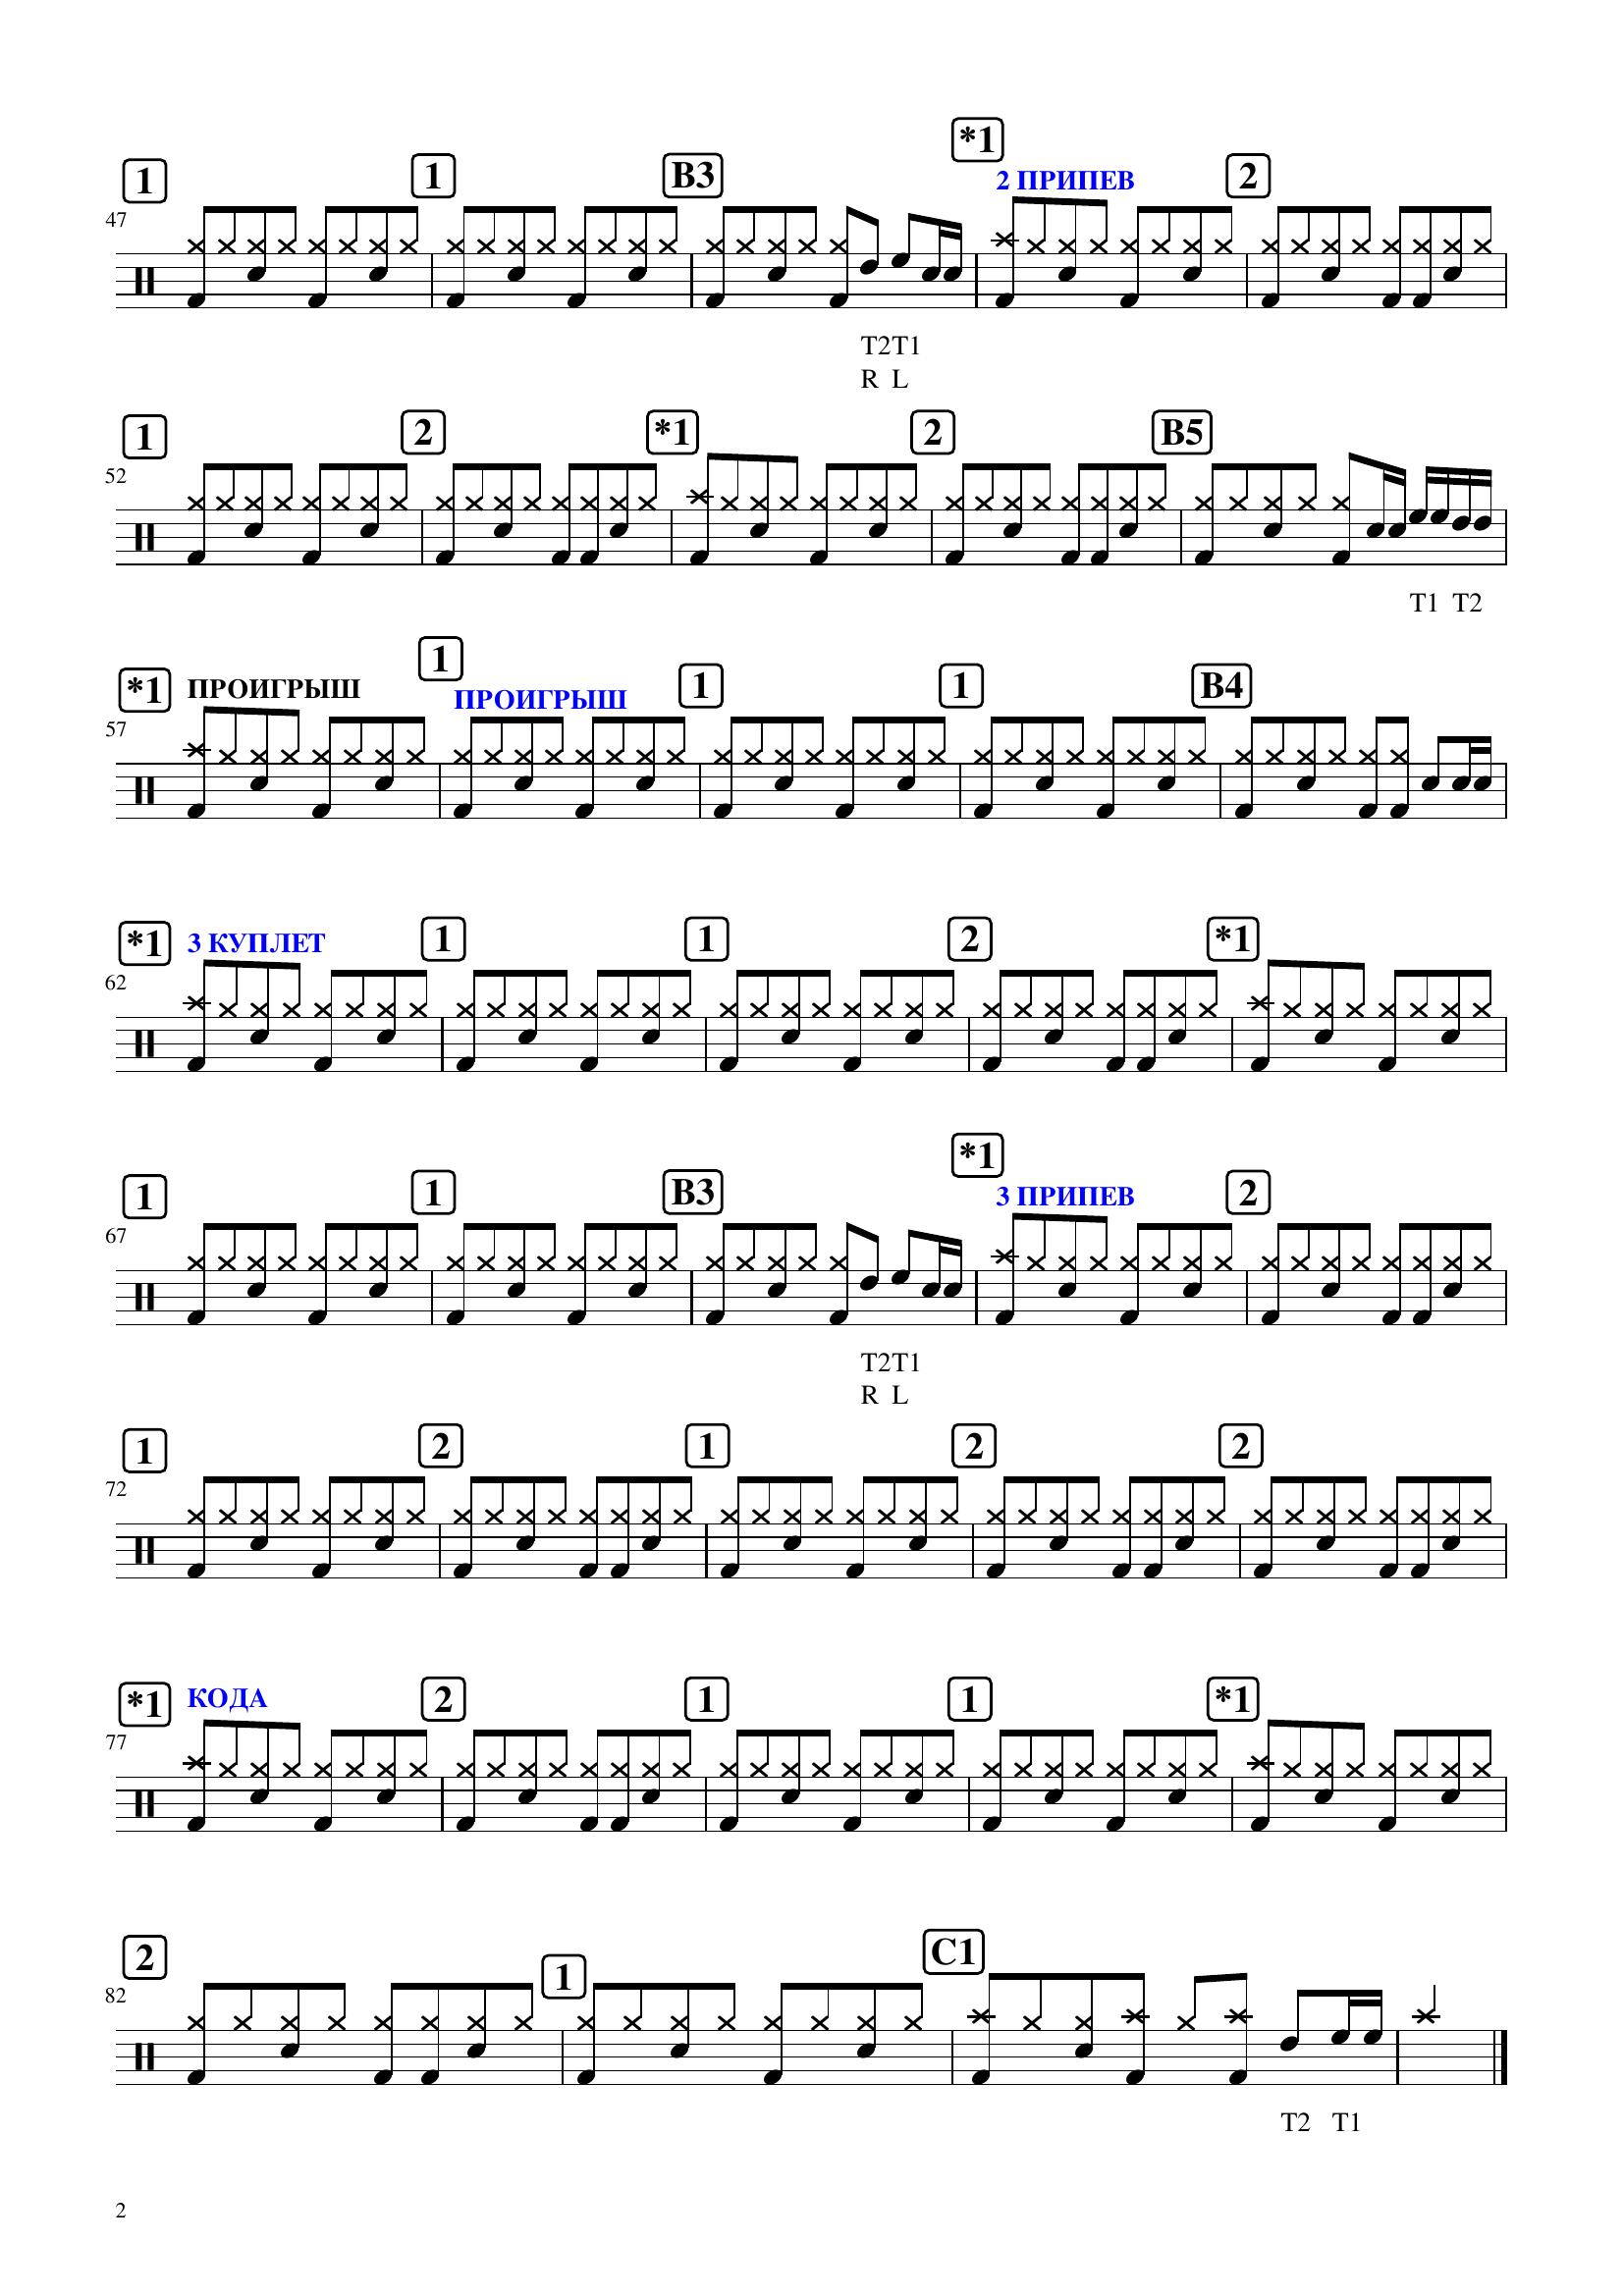 *1
1 1 B3 2 ПРИПЕВ 2
47
T2T1
R L
1 2 *1 2 B5
52
T1 T2
1
*1 ПРОИГРЫШ ПРОИГРЫШ 1 1 B4
57
*1 3 КУПЛЕТ 1 1 2 *1
62
*1
1 1 B3 3 ПРИПЕВ 2
67
T2T1
R L
1 2 1 2 2
72
*1 КОДА 2 1 1 *1
77
2 1 C1
82
T2 T1
2